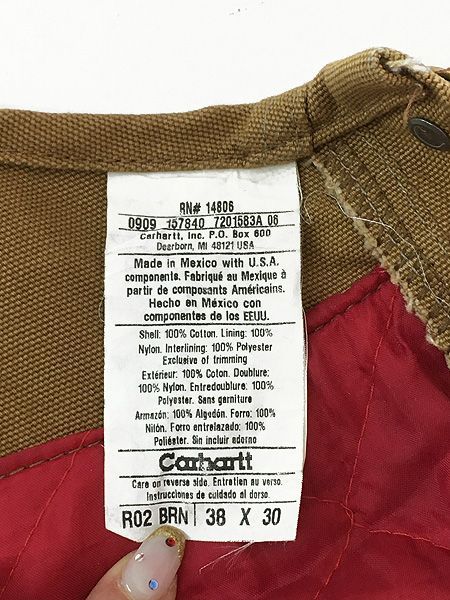 RN# 14806
0909 157840 7201583A 06
Carhartt, Inc. P.O. Box 600
Dearborn, MI 48121 USA
Made in Mexico with U.S.A.
components. Fabriqué au Mexique à
partir de composants Américains.
Hecho en México con
componentes de los EEUU.
Shell: 100% Cotton. Lining: 100%
Nylon. Interlining: 100% Polyester
Exclusive of trimming
Extérieur: 100% Coton. Doublure:
100% Nylon. Entredoublure: 100%
Polyester. Sans garniture
Armazón: 100% Algodón. Forro: 100%
Nilón. Forro entrelazado: 100%
Poliéster. Sin incluir adorno
Carhartt
Care on reverse side. Entretien au verso.
Instrucciones de cuidado al dorso.
R02 BRN 38 X 30